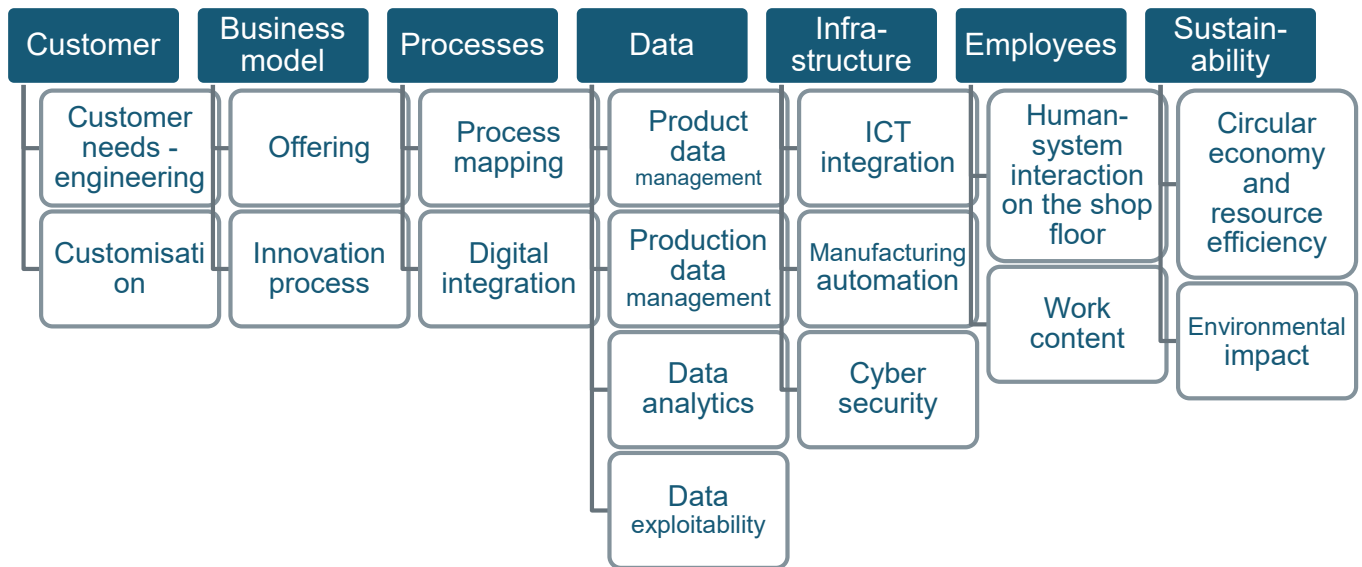 Customer
Customer
needs -
engineering
Customisati
on
Business
model
Offering
Innovation
process
Processes
Process
mapping
Digital
integration
Data
Product
data
management
Production
data
management
Data
analytics
Data
exploitability
Infra-
structure
ICT
integration
Manufacturing
automation
Cyber
security
Employees
Human-
system
interaction
on the shop
floor
Work
content
Sustain-
ability
Circular
economy
and
resource
efficiency
Environmental
impact